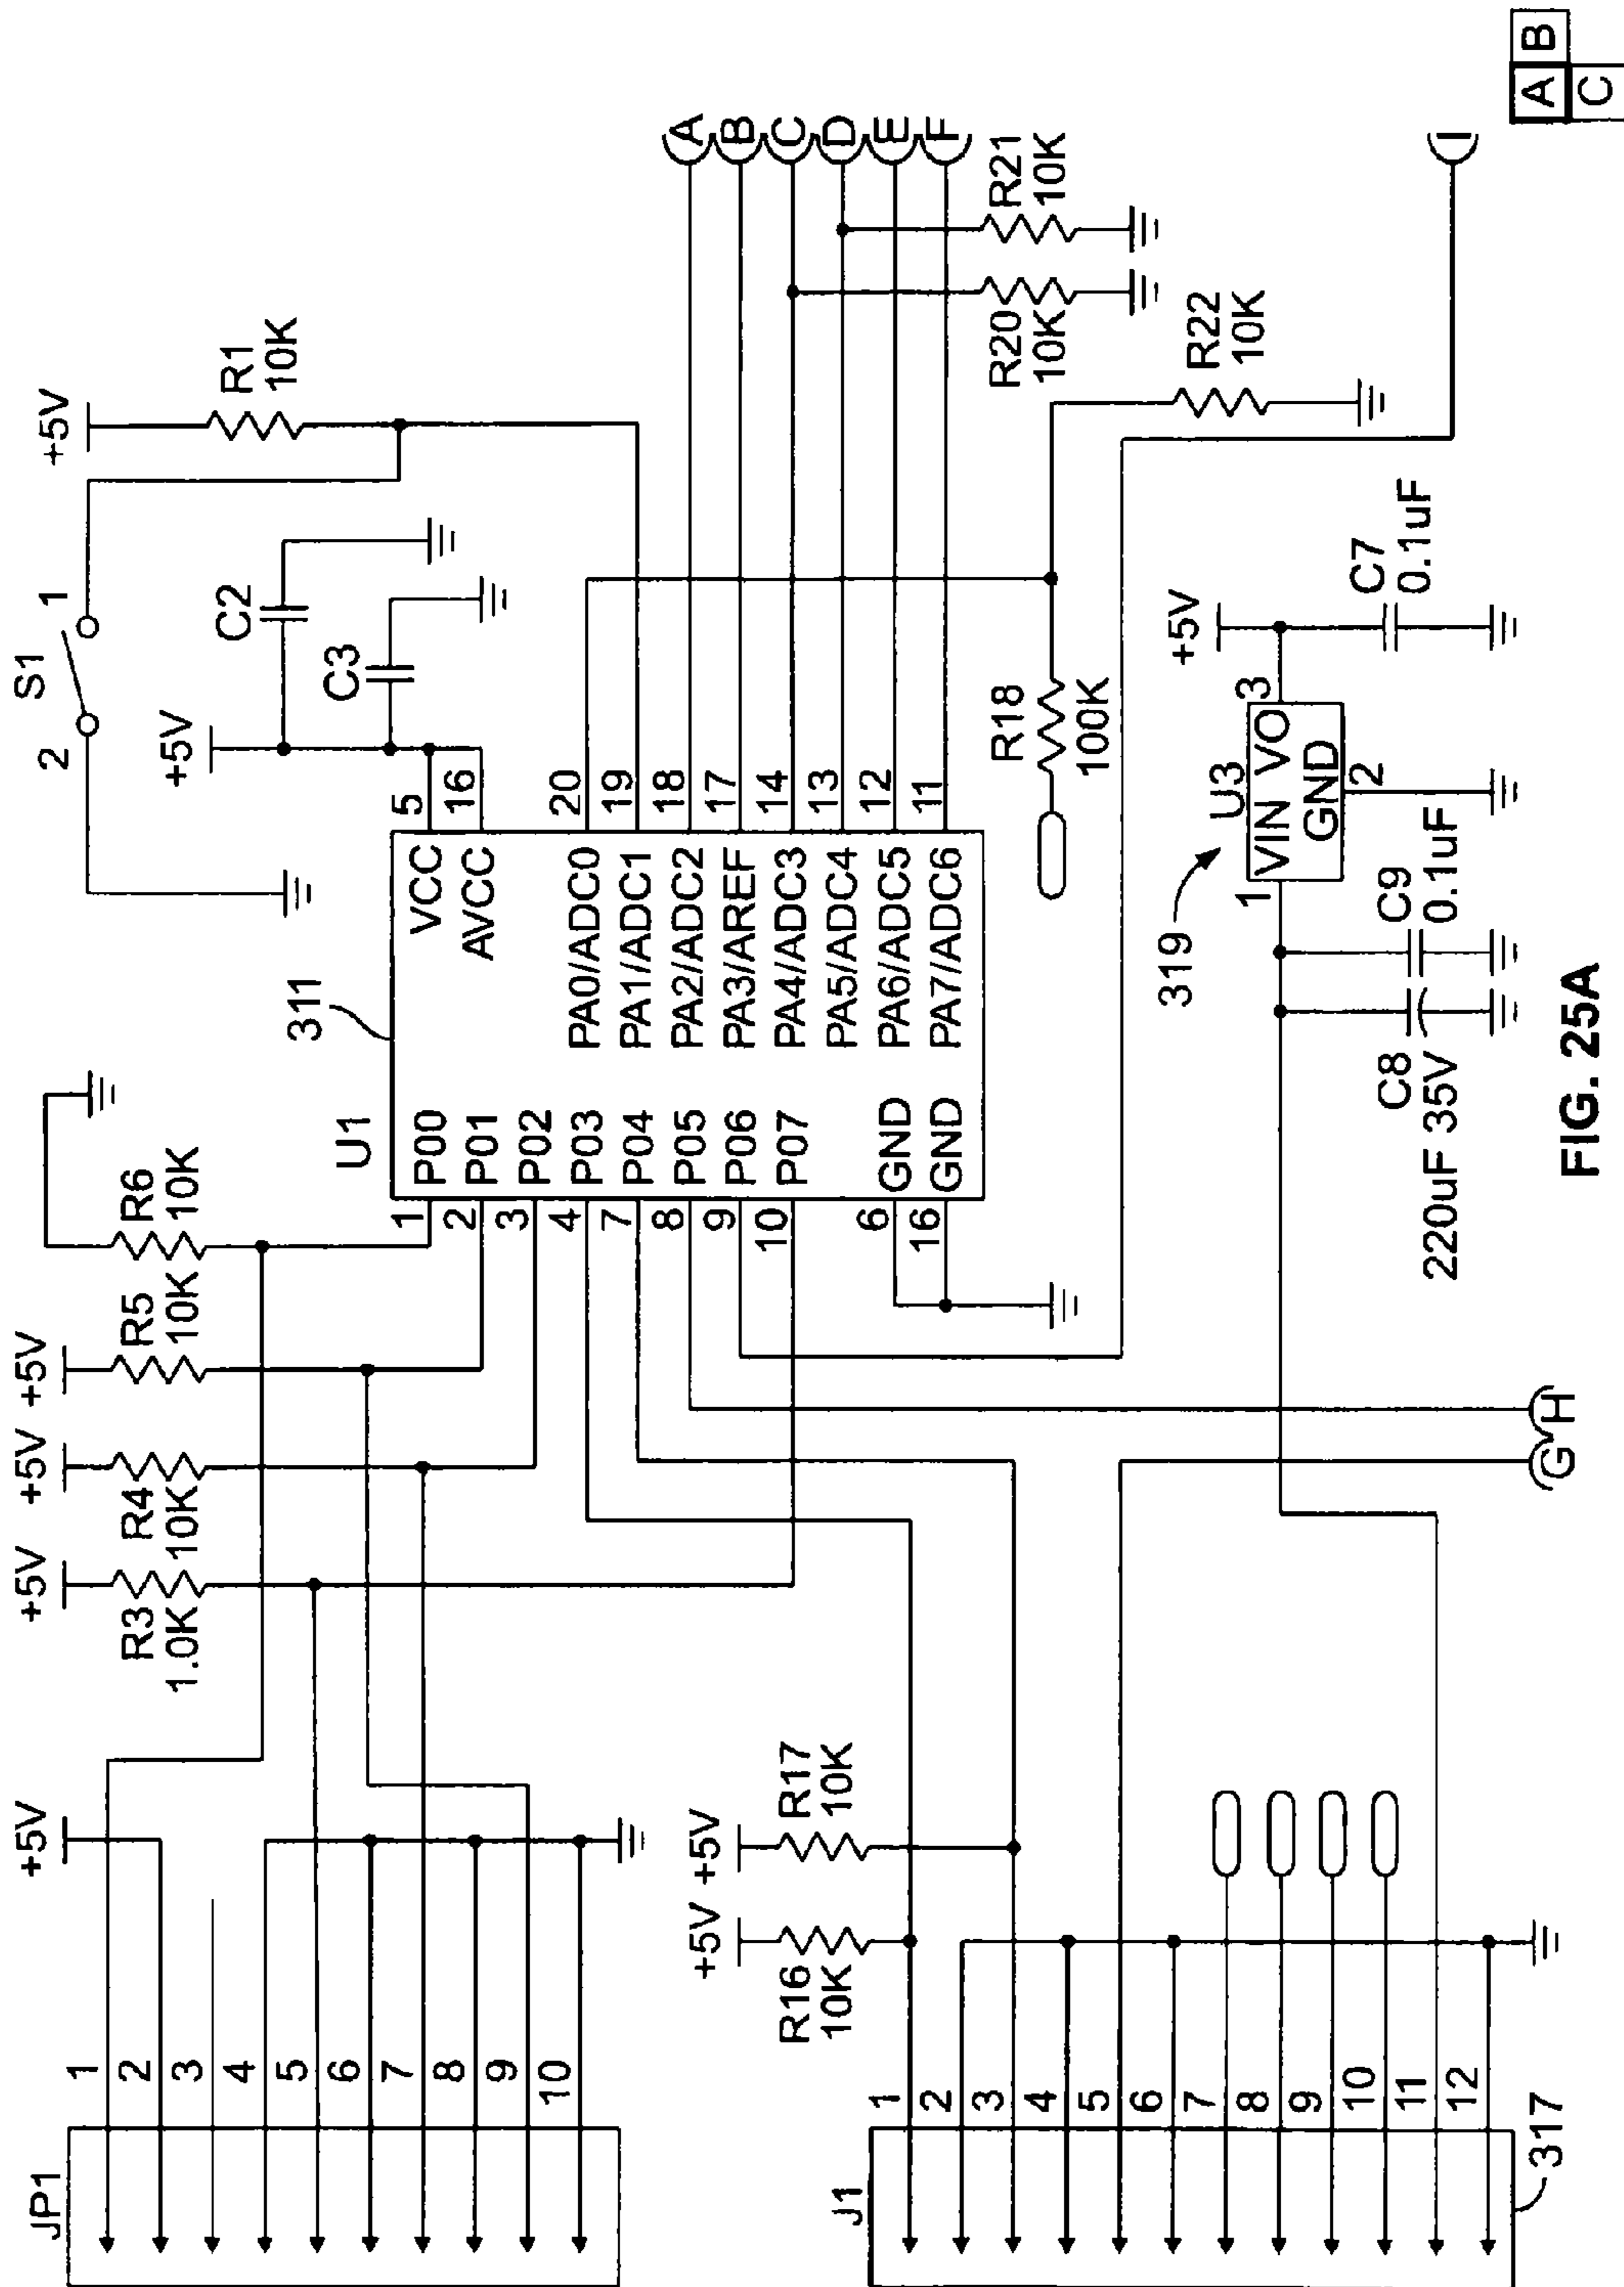 JP1
1
2
3
4
5
6
7
8
9
10
+5V
+5V
R3
1.0K
+5V
R4
10K
+5V
R5
10K
R6
10K
U1
311
1 P00
2 P01
3 P02
4 P03
7 P04
8 P05
9 P06
10 P07
6 GND
16 GND
VCC 5
AVCC 16
PA0/ADC0 20
PA1/ADC1 19
PA2/ADC2 18
PA3/AREF 17
PA4/ADC3 14
PA5/ADC4 13
PA6/ADC5 12
PA7/ADC6 11
S1
2
1
+5V
C2
C3
+5V
R1
10K
A
B
C
D
E
F
R20
10K
R21
10K
R18
100K
R22
10K
I
J1
1
2
3
4
5
6
7
8
9
10
11
12
317
+5V
R16
10K
+5V
R17
10K
G
H
319
U3
1 VIN VO 3
GND
2
+5V
C8
220uF 35V
C9
0.1uF
C7
0.1uF
FIG. 25A
A B
C